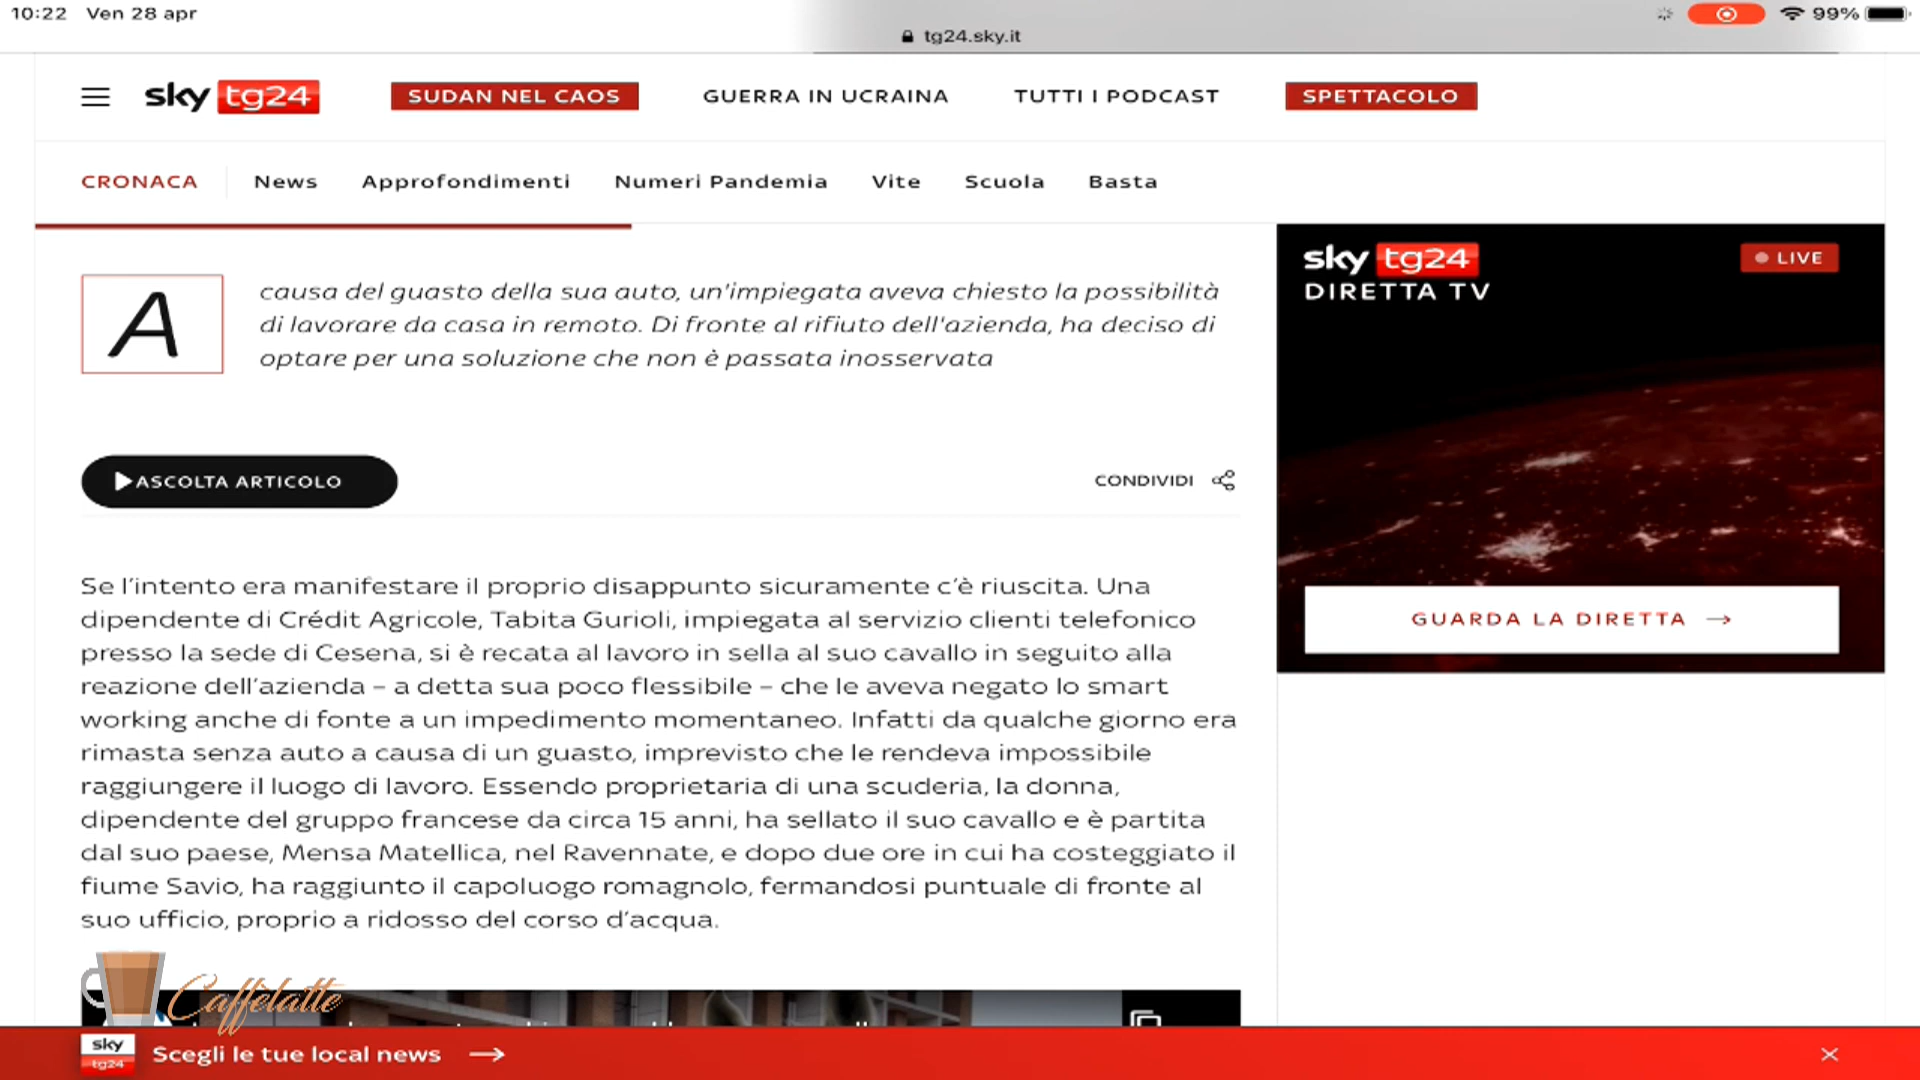 10:22 Ven 28 apr
99%
tg24.sky.it
sky tg24
SUDAN NEL CAOS
GUERRA IN UCRAINA
TUTTI I PODCAST
SPETTACOLO
CRONACA
News
Approfondimenti
Numeri Pandemia
Vite
Scuola
Basta
A
causa del guasto della sua auto, un'impiegata aveva chiesto la possibilità
di lavorare da casa in remoto. Di fronte al rifiuto dell'azienda, ha deciso di
optare per una soluzione che non è passata inosservata
ASCOLTA ARTICOLO
CONDIVIDI
Se l’intento era manifestare il proprio disappunto sicuramente c’è riuscita. Una
dipendente di Crédit Agricole, Tabita Gurioli, impiegata al servizio clienti telefonico
presso la sede di Cesena, si è recata al lavoro in sella al suo cavallo in seguito alla
reazione dell’azienda – a detta sua poco flessibile – che le aveva negato lo smart
working anche di fonte a un impedimento momentaneo. Infatti da qualche giorno era
rimasta senza auto a causa di un guasto, imprevisto che le rendeva impossibile
raggiungere il luogo di lavoro. Essendo proprietaria di una scuderia, la donna,
dipendente del gruppo francese da circa 15 anni, ha sellato il suo cavallo e è partita
dal suo paese, Mensa Matellica, nel Ravennate, e dopo due ore in cui ha costeggiato il
fiume Savio, ha raggiunto il capoluogo romagnolo, fermandosi puntuale di fronte al
suo ufficio, proprio a ridosso del corso d’acqua.
sky tg24
LIVE
DIRETTA TV
GUARDA LA DIRETTA
Caffèlatte
sky
tg24
Scegli le tue local news